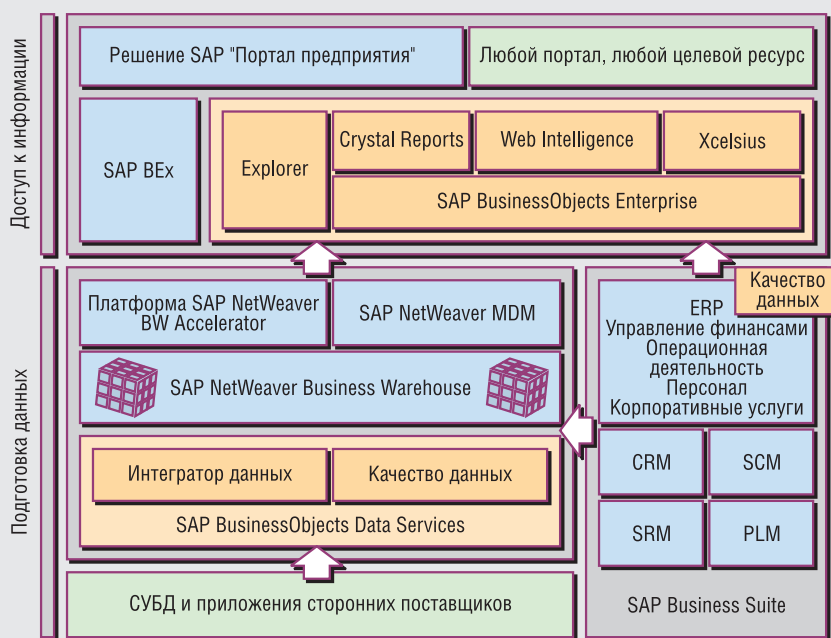 Доступ к информации
Решение SAP "Портал предприятия"
Любой портал, любой целевой ресурс
SAP BEx
Explorer
Crystal Reports
Web Intelligence
Xcelsius
SAP BusinessObjects Enterprise
Подготовка данных
Платформа SAP NetWeaver
BW Accelerator
SAP NetWeaver MDM
SAP NetWeaver Business Warehouse
Интегратор данных
Качество данных
SAP BusinessObjects Data Services
СУБД и приложения сторонних поставщиков
Качество
данных
ERP
Управление финансами
Операционная
деятельность
Персонал
Корпоративные услуги
CRM
SCM
SRM
PLM
SAP Business Suite